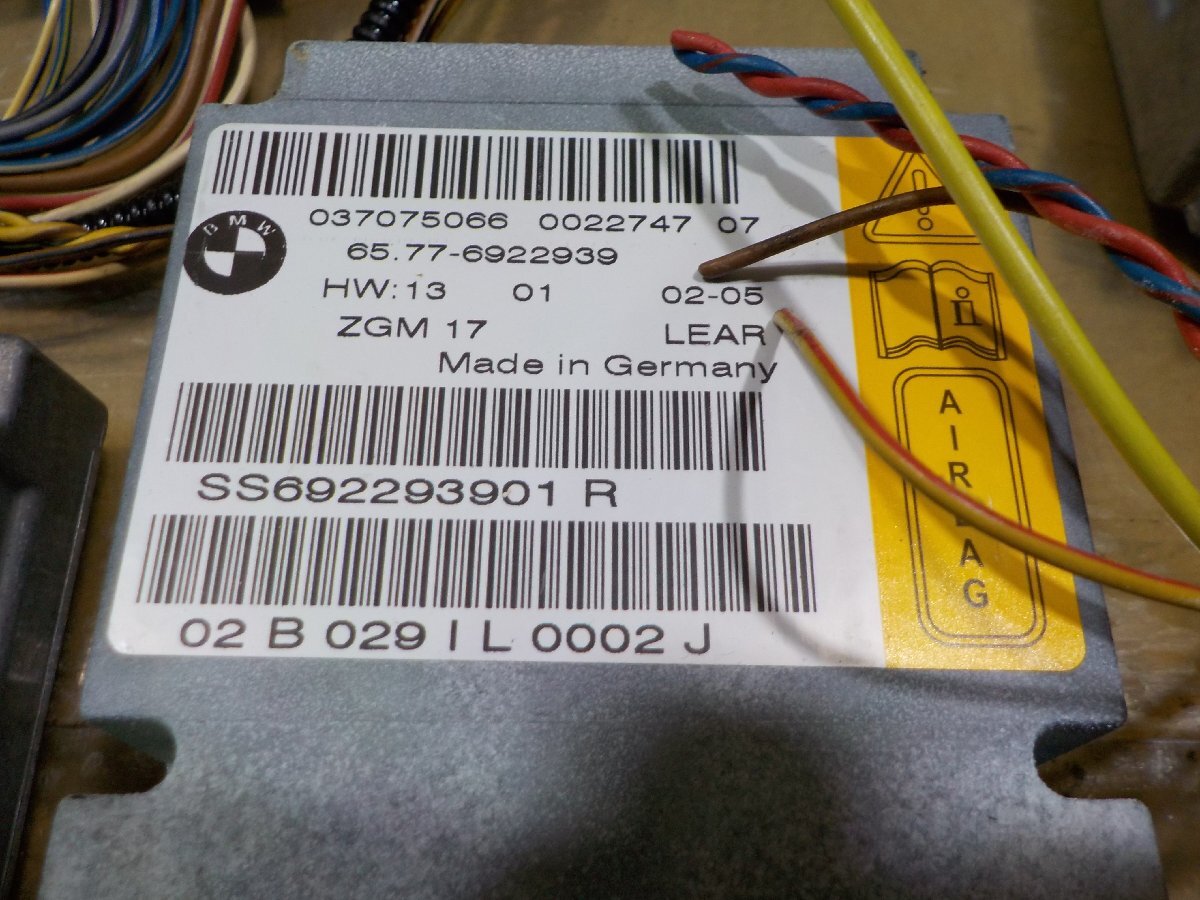 037075066 0022747 07
BMW
65.77-6922939
HW: 13 01 02-05
ZGM 17 LEAR
Made in Germany
SS692293901 R
02 B 029 I L 0002 J
!
i
AIRBAG